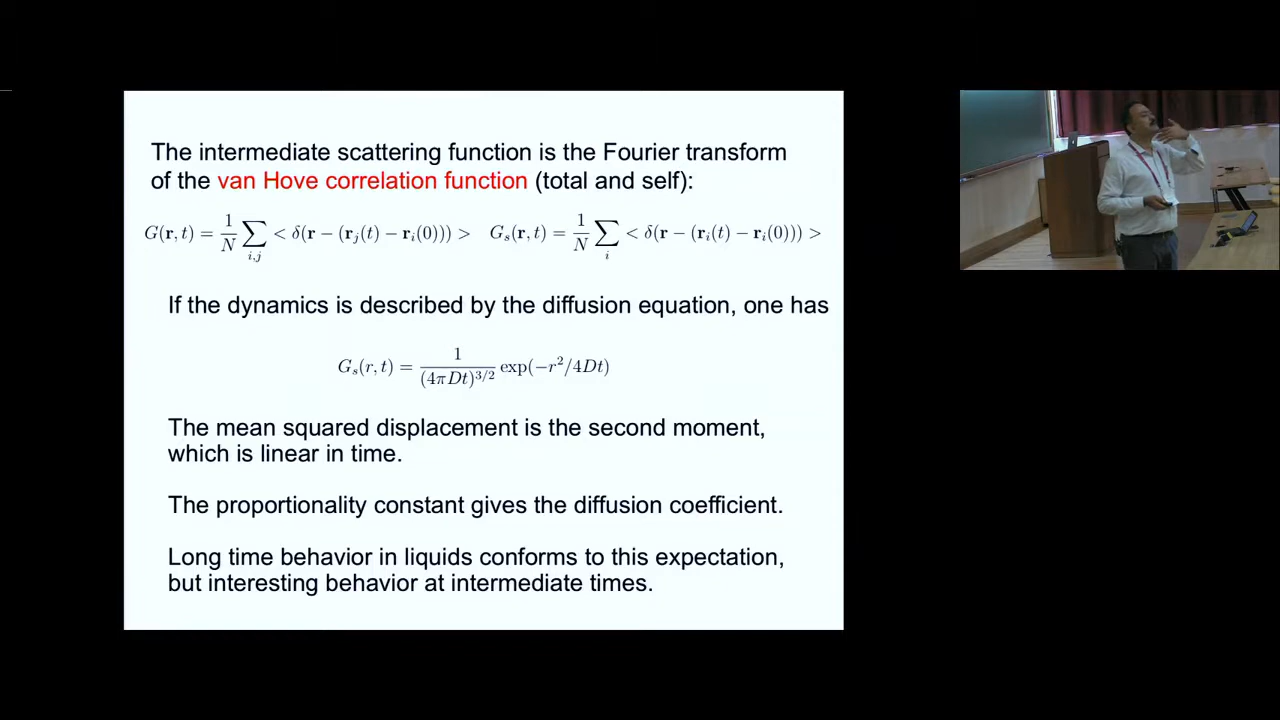 The intermediate scattering function is the Fourier transform
of the van Hove correlation function (total and self):
G(r, t) = 1/N ∑_{i,j} < δ(r − (r_j(t) − r_i(0))) > G_s(r, t) = 1/N ∑_i < δ(r − (r_i(t) − r_i(0))) >
If the dynamics is described by the diffusion equation, one has
G_s(r, t) = 1/(4πDt)^{3/2} exp(−r²/4Dt)
The mean squared displacement is the second moment,
which is linear in time.
The proportionality constant gives the diffusion coefficient.
Long time behavior in liquids conforms to this expectation,
but interesting behavior at intermediate times.